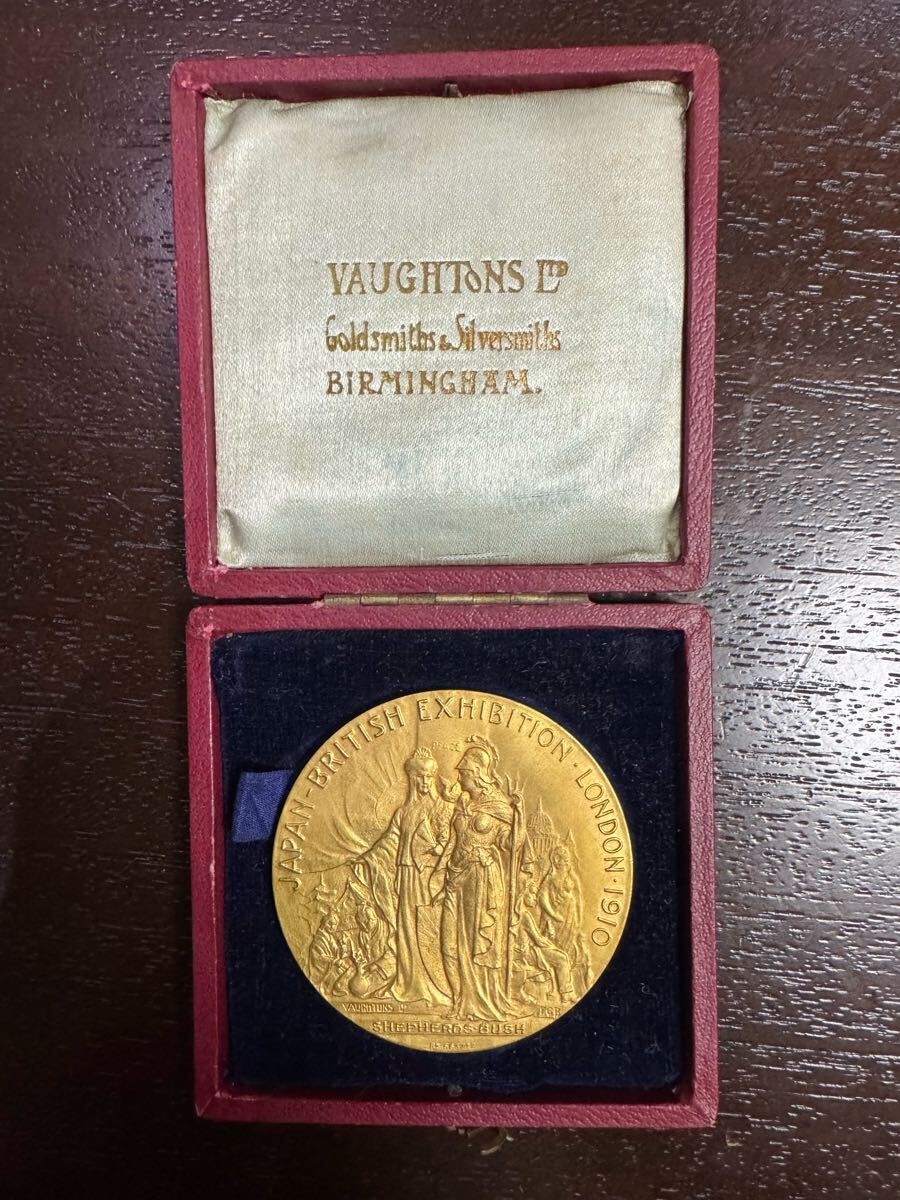 VAUGHTONS LTD
Goldsmiths & Silversmiths
BIRMINGHAM.
JAPAN-BRITISH EXHIBITION · LONDON · 1910
VAUGHTONS LD
SHEPHERDS BUSH